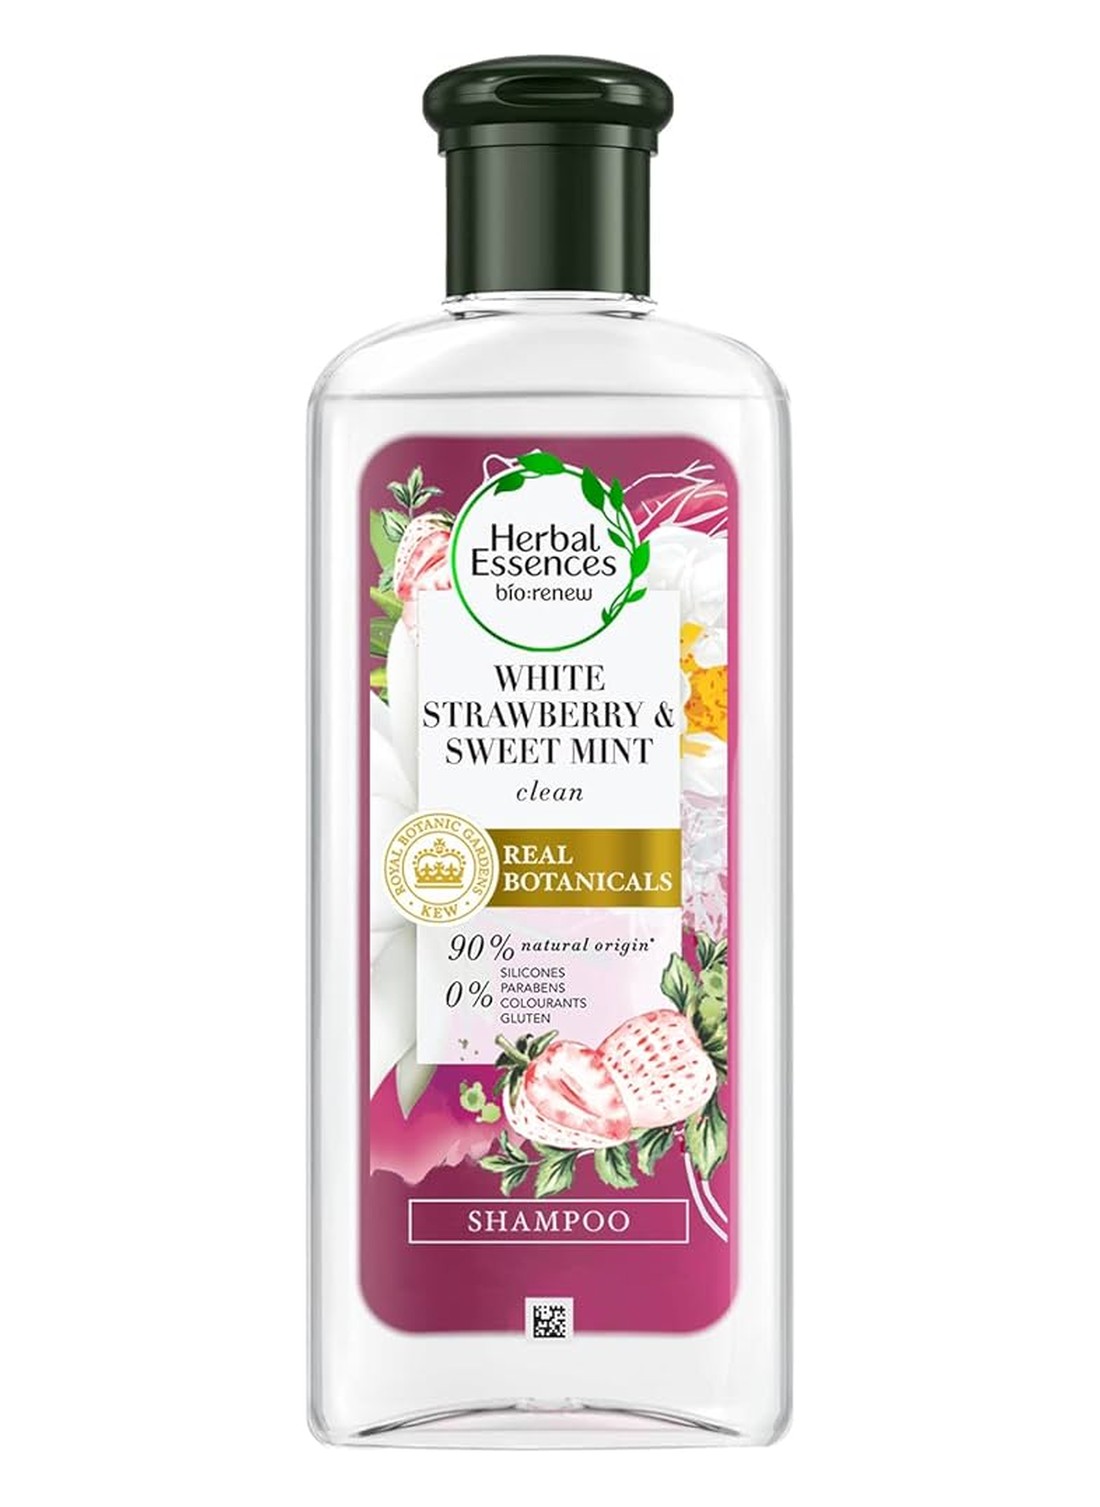 Herbal
Essences
bío:renew
WHITE
STRAWBERRY &
SWEET MINT
clean
ROYAL BOTANIC GARDENS
• KEW •
REAL
BOTANICALS
90% natural origin*
0% SILICONES
PARABENS
COLOURANTS
GLUTEN
SHAMPOO